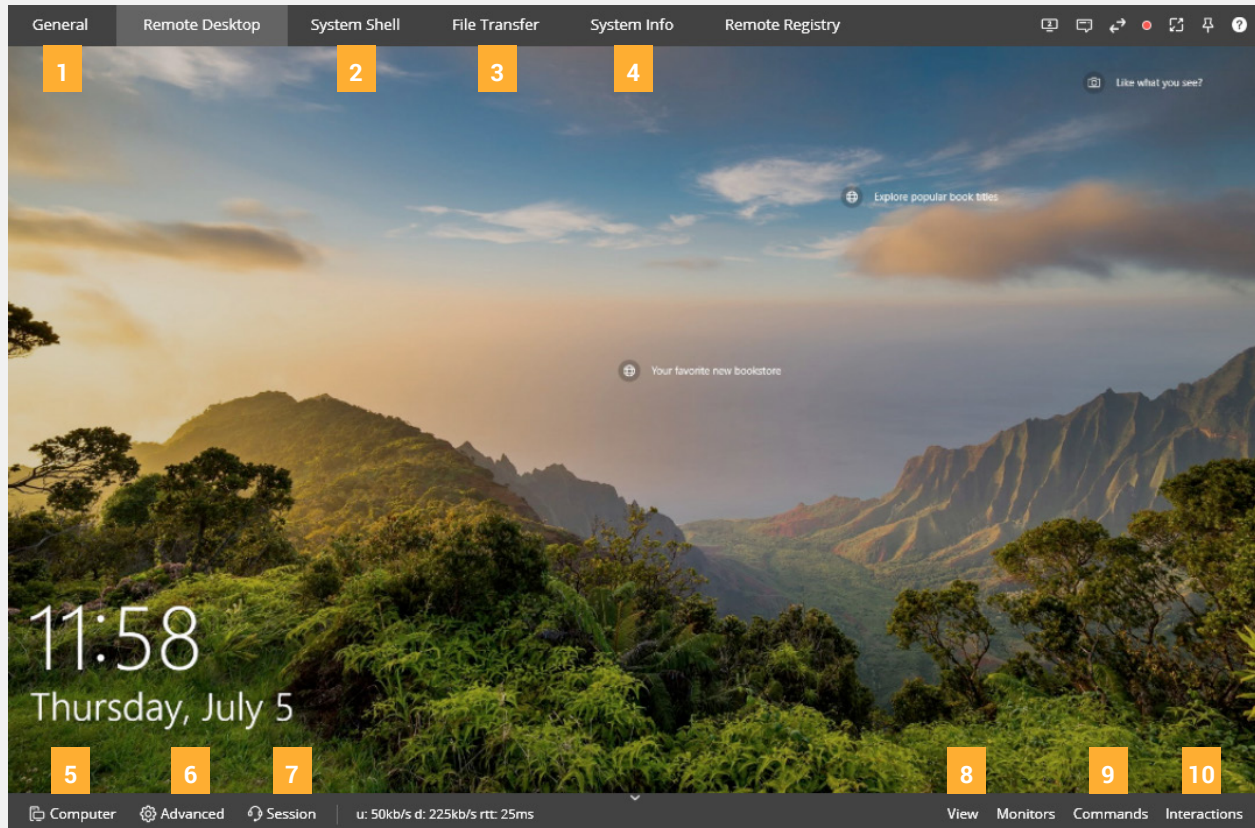 General Remote Desktop System Shell File Transfer System Info Remote Registry 2 ?
1 2 3 4
Like what you see?
Explore popular book titles
Your favorite new bookstore
11:58
Thursday, July 5
5 6 7 8 9 10
Computer Advanced Session u: 50kb/s d: 225kb/s rtt: 25ms View Monitors Commands Interactions